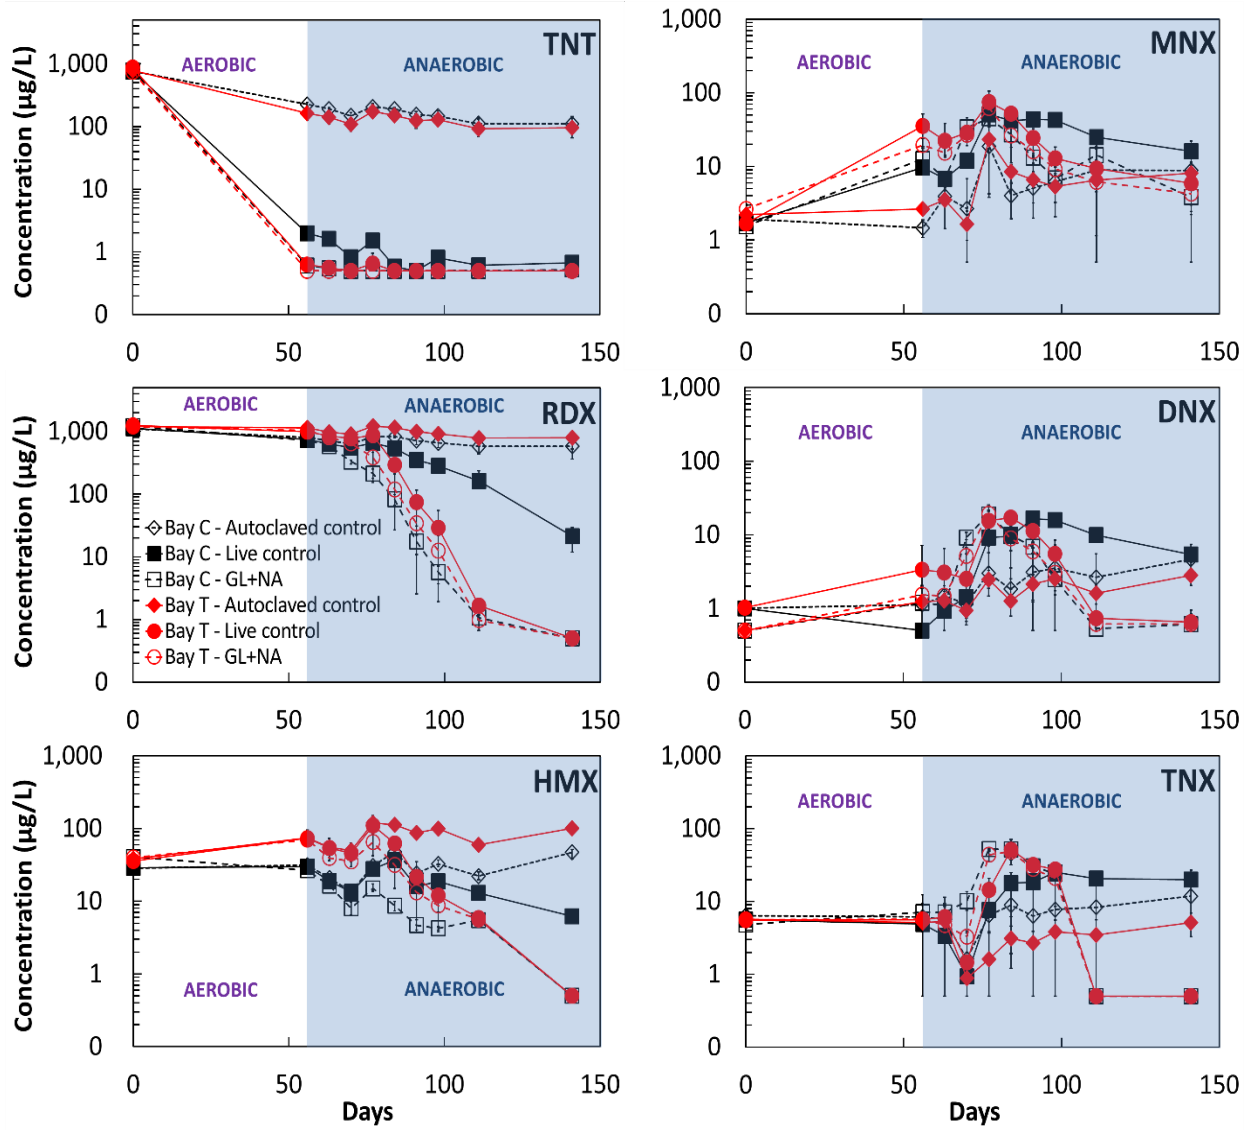 TNT
AEROBIC
ANAEROBIC
Concentration (µg/L)
1,000
100
10
1
0
0
50
100
150
MNX
AEROBIC
ANAEROBIC
1,000
100
10
1
0
0
50
100
150
RDX
AEROBIC
ANAEROBIC
Concentration (µg/L)
1,000
100
10
1
0
Bay C - Autoclaved control
Bay C - Live control
Bay C - GL+NA
Bay T - Autoclaved control
Bay T - Live control
Bay T - GL+NA
0
50
100
150
DNX
AEROBIC
ANAEROBIC
1,000
100
10
1
0
0
50
100
150
HMX
AEROBIC
ANAEROBIC
Concentration (µg/L)
1,000
100
10
1
0
0
50
100
150
Days
TNX
AEROBIC
ANAEROBIC
1,000
100
10
1
0
0
50
100
150
Days